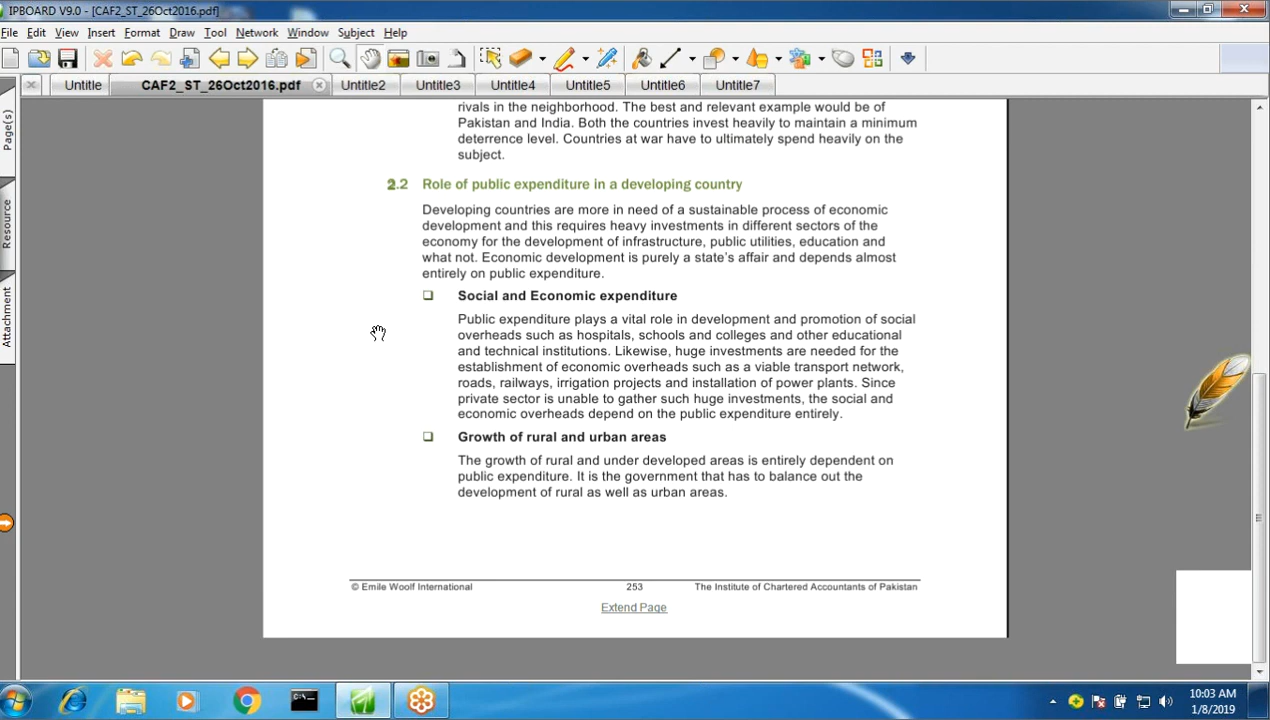 IPBOARD V9.0 - [CAF2_ST_26Oct2016.pdf]
File Edit View Insert Format Draw Tool Network Window Subject Help
Untitle CAF2_ST_26Oct2016.pdf Untitle2 Untitle3 Untitle4 Untitle5 Untitle6 Untitle7
Page(s)
Resource
Attachment
rivals in the neighborhood. The best and relevant example would be of
Pakistan and India. Both the countries invest heavily to maintain a minimum
deterrence level. Countries at war have to ultimately spend heavily on the
subject.
2.2 Role of public expenditure in a developing country
Developing countries are more in need of a sustainable process of economic
development and this requires heavy investments in different sectors of the
economy for the development of infrastructure, public utilities, education and
what not. Economic development is purely a state's affair and depends almost
entirely on public expenditure.
Social and Economic expenditure
Public expenditure plays a vital role in development and promotion of social
overheads such as hospitals, schools and colleges and other educational
and technical institutions. Likewise, huge investments are needed for the
establishment of economic overheads such as a viable transport network,
roads, railways, irrigation projects and installation of power plants. Since
private sector is unable to gather such huge investments, the social and
economic overheads depend on the public expenditure entirely.
Growth of rural and urban areas
The growth of rural and under developed areas is entirely dependent on
public expenditure. It is the government that has to balance out the
development of rural as well as urban areas.
© Emile Woolf International 253 The Institute of Chartered Accountants of Pakistan
Extend Page
10:03 AM
1/8/2019